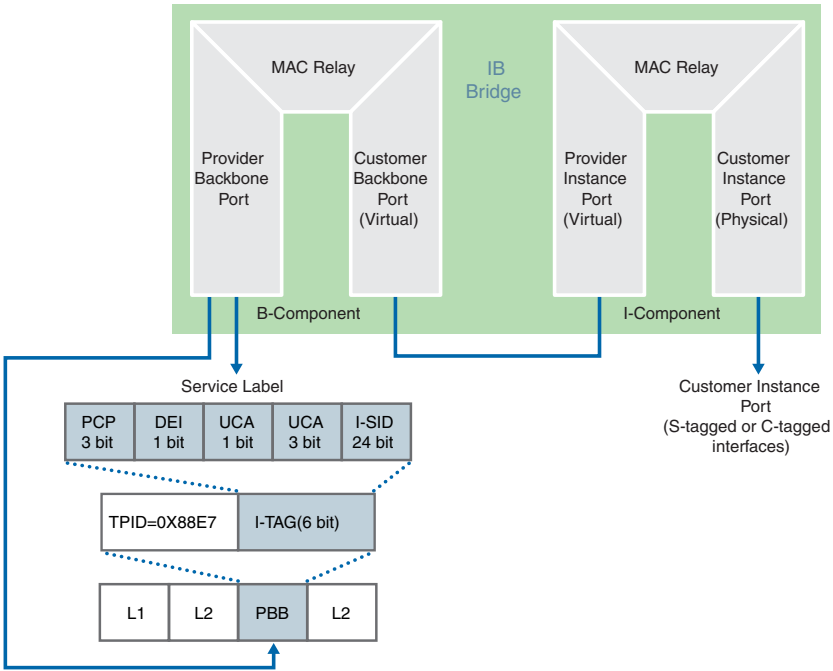 MAC Relay
IB
Bridge
MAC Relay
Provider
Backbone
Port
Customer
Backbone
Port
(Virtual)
Provider
Instance
Port
(Virtual)
Customer
Instance
Port
(Physical)
B-Component
I-Component
Service Label
Customer Instance
Port
(S-tagged or C-tagged
interfaces)
PCP
3 bit
DEI
1 bit
UCA
1 bit
UCA
3 bit
I-SID
24 bit
TPID=0X88E7
I-TAG(6 bit)
L1
L2
PBB
L2